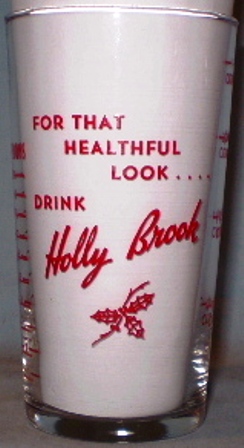 FOR THAT
HEALTHFUL
LOOK....
DRINK
Holly Brook